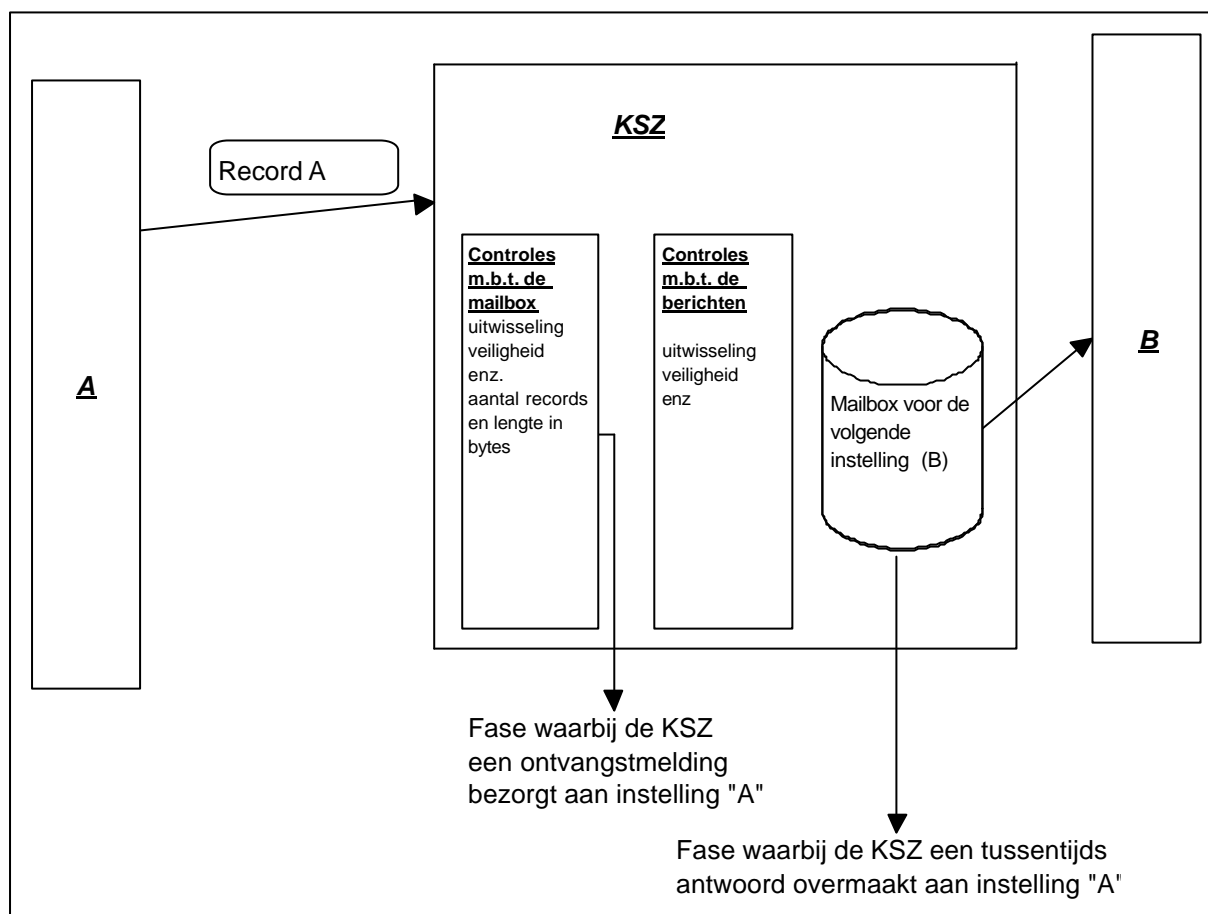 KSZ
Record A
A
Controles
m.b.t. de
mailbox
uitwisseling
veiligheid
enz.
aantal records
en lengte in
bytes
Controles
m.b.t. de
berichten
uitwisseling
veiligheid
enz
Mailbox voor de
volgende
instelling (B)
B
Fase waarbij de KSZ
een ontvangstmelding
bezorgt aan instelling "A"
Fase waarbij de KSZ een tussentijds
antwoord overmaakt aan instelling "A"